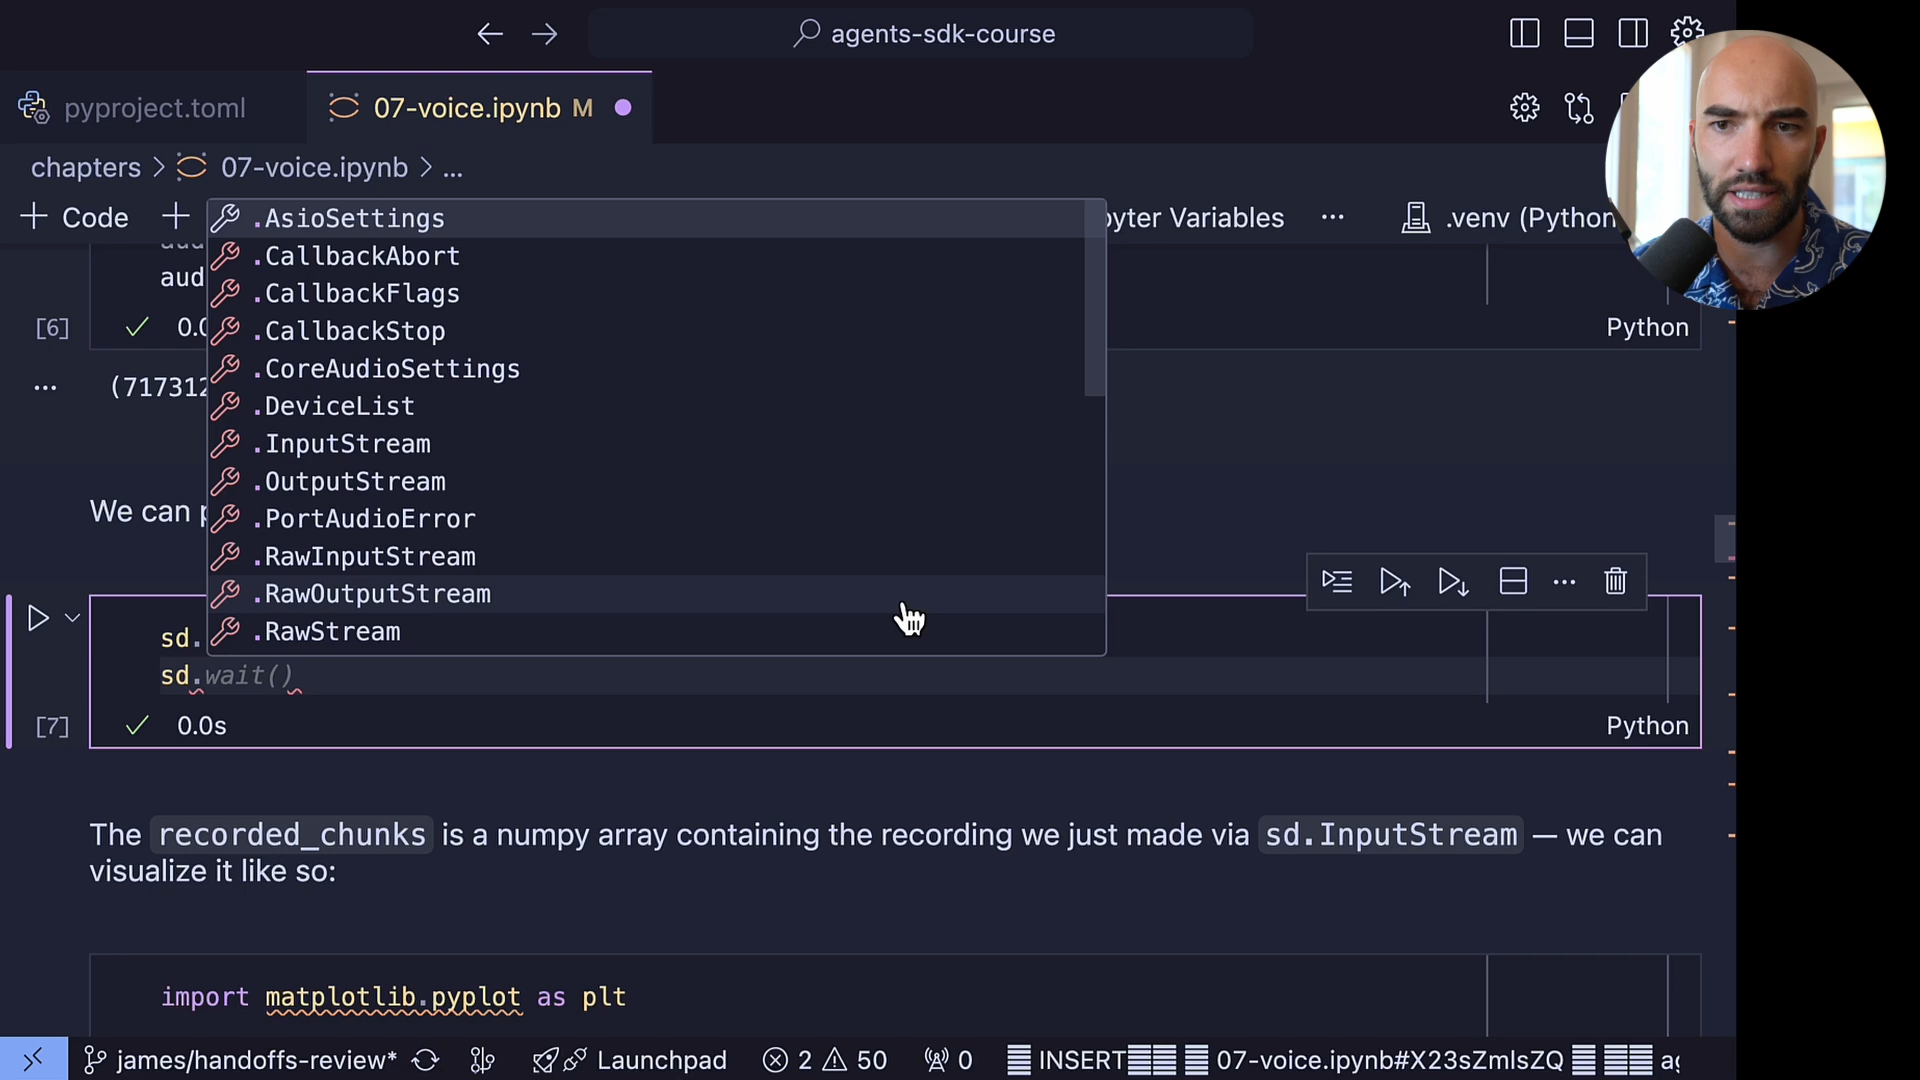 agents-sdk-course
pyproject.toml
07-voice.ipynb M
chapters > 07-voice.ipynb > ...
+ Code +
yter Variables ... .venv (Python
aud
[6] 0.0
Python
... (717312
.AsioSettings
.CallbackAbort
.CallbackFlags
.CallbackStop
.CoreAudioSettings
.DeviceList
.InputStream
.OutputStream
.PortAudioError
.RawInputStream
.RawOutputStream
.RawStream
We can
sd.
sd.wait()
[7] 0.0s Python
The recorded_chunks is a numpy array containing the recording we just made via sd.InputStream — we can
visualize it like so:
import matplotlib.pyplot as plt
james/handoffs-review* Launchpad 2 50 0 INSERT 07-voice.ipynb#X23sZmlsZQ